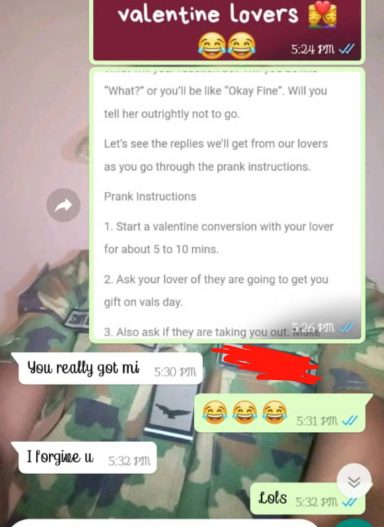 valentine lovers
5:24 PM
"What?" or you'll be like "Okay Fine". Will you
tell her outrightly not to go.
Let's see the replies we'll get from our lovers
as you go through the prank instructions.
Prank Instructions
1. Start a valentine conversion with your lover
for about 5 to 10 mins.
2. Ask your lover of they are going to get you
gift on vals day.
3. Also ask if they are taking you out. Make
5:26 PM
You really got mi 5:30 PM
5:31 PM
I forgive u 5:32 PM
Lols 5:32 PM